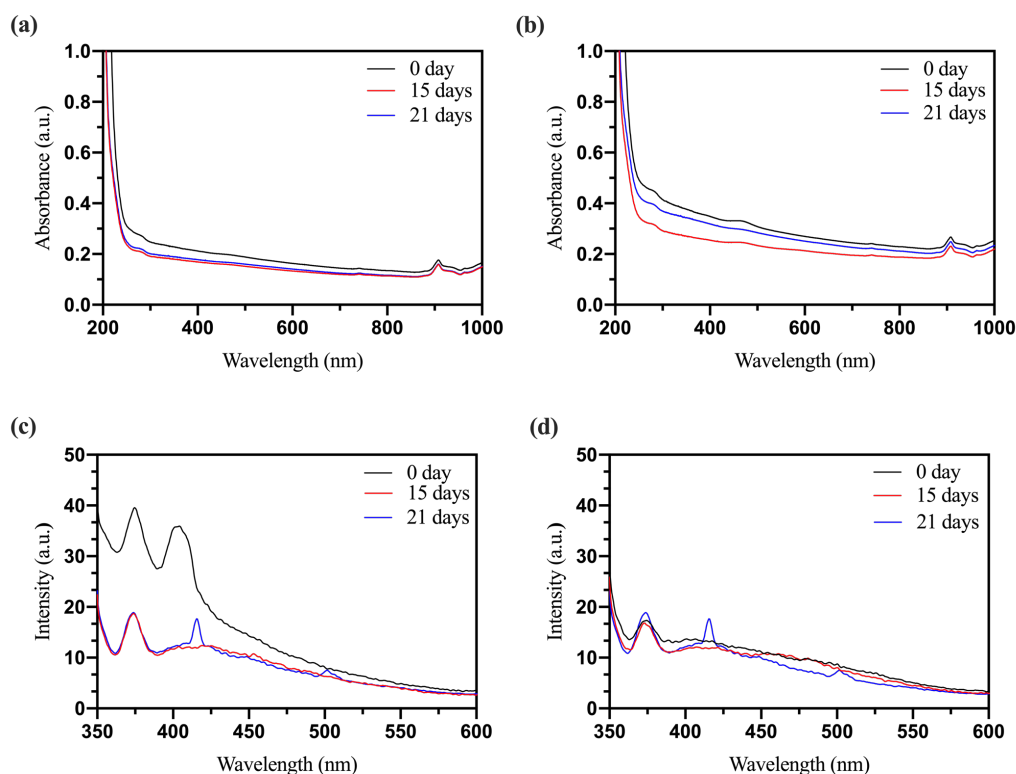 (a)
1.0
0.8
0.6
0.4
0.2
0.0
Absorbance (a.u.)
0 day
15 days
21 days
200 400 600 800 1000
Wavelength (nm)
(b)
1.0
0.8
0.6
0.4
0.2
0.0
Absorbance (a.u.)
0 day
15 days
21 days
200 400 600 800 1000
Wavelength (nm)
(c)
50
40
30
20
10
0
Intensity (a.u.)
0 day
15 days
21 days
350 400 450 500 550 600
Wavelength (nm)
(d)
50
40
30
20
10
0
Intensity (a.u.)
0 day
15 days
21 days
350 400 450 500 550 600
Wavelength (nm)